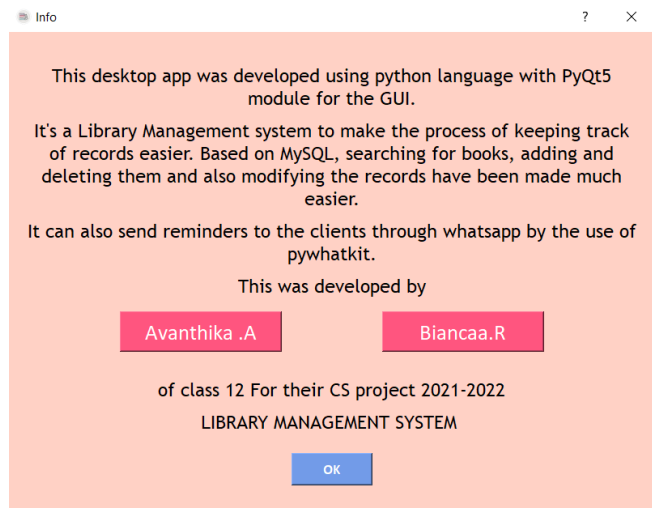 Info
This desktop app was developed using python language with PyQt5
module for the GUI.
It's a Library Management system to make the process of keeping track
of records easier. Based on MySQL, searching for books, adding and
deleting them and also modifying the records have been made much
easier.
It can also send reminders to the clients through whatsapp by the use of
pywhatkit.
This was developed by
Avanthika .A
Biancaa.R
of class 12 For their CS project 2021-2022
LIBRARY MANAGEMENT SYSTEM
OK